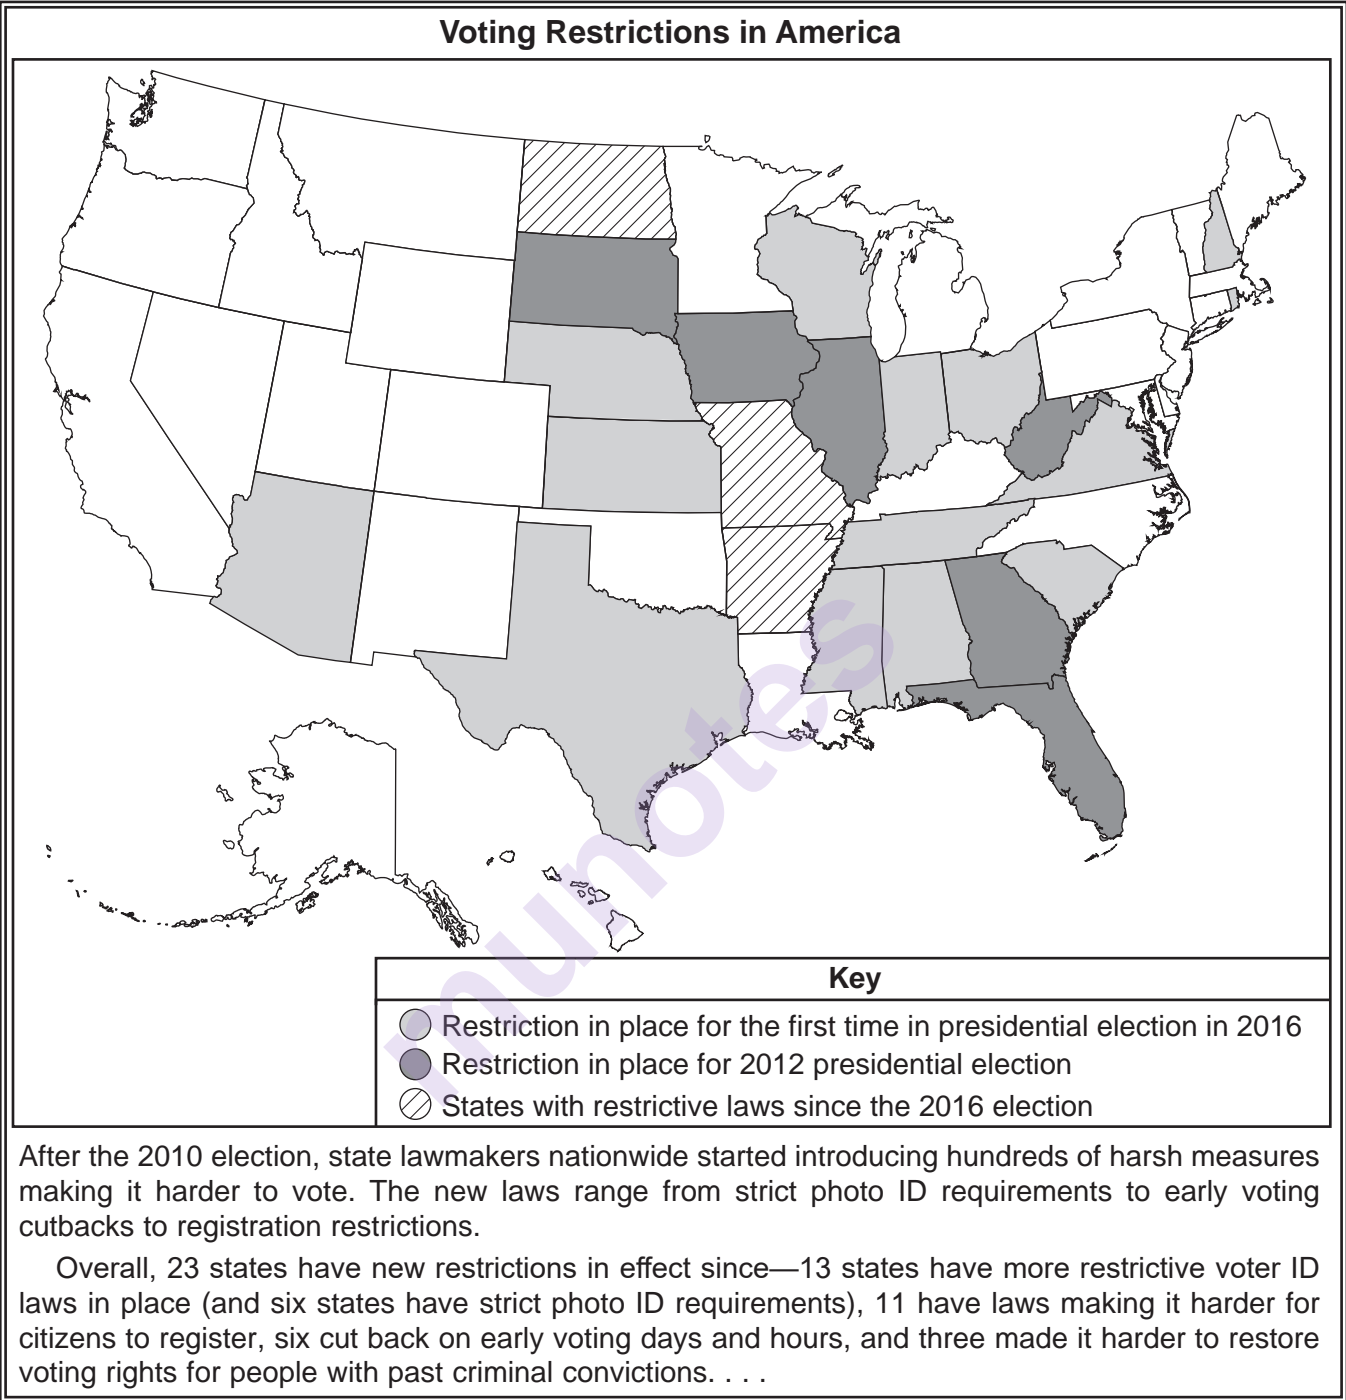 Voting Restrictions in America
munotes
Key
Restriction in place for the first time in presidential election in 2016
Restriction in place for 2012 presidential election
States with restrictive laws since the 2016 election
After the 2010 election, state lawmakers nationwide started introducing hundreds of harsh measures
making it harder to vote. The new laws range from strict photo ID requirements to early voting
cutbacks to registration restrictions.
Overall, 23 states have new restrictions in effect since—13 states have more restrictive voter ID
laws in place (and six states have strict photo ID requirements), 11 have laws making it harder for
citizens to register, six cut back on early voting days and hours, and three made it harder to restore
voting rights for people with past criminal convictions. . . .